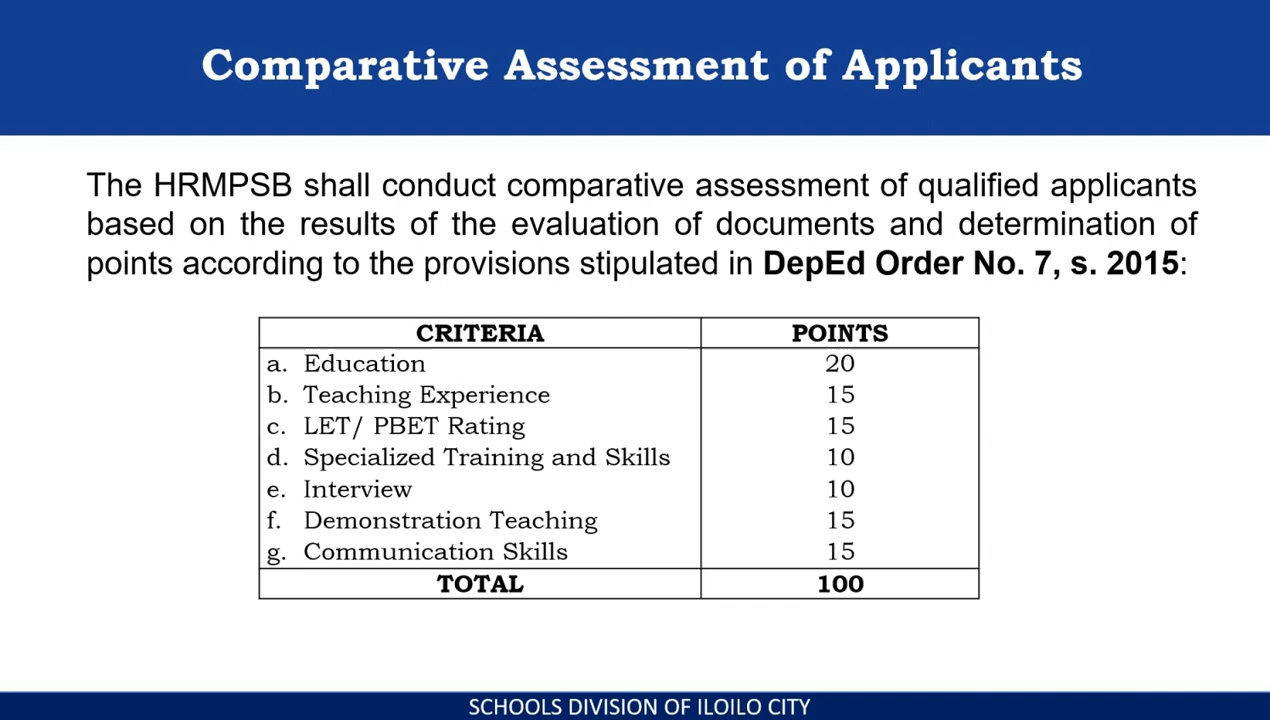 Comparative Assessment of Applicants
The HRMPSB shall conduct comparative assessment of qualified applicants
based on the results of the evaluation of documents and determination of
points according to the provisions stipulated in DepEd Order No. 7, s. 2015:
CRITERIA POINTS
a. Education 20
b. Teaching Experience 15
c. LET/ PBET Rating 15
d. Specialized Training and Skills 10
e. Interview 10
f. Demonstration Teaching 15
g. Communication Skills 15
TOTAL 100
SCHOOLS DIVISION OF ILOILO CITY